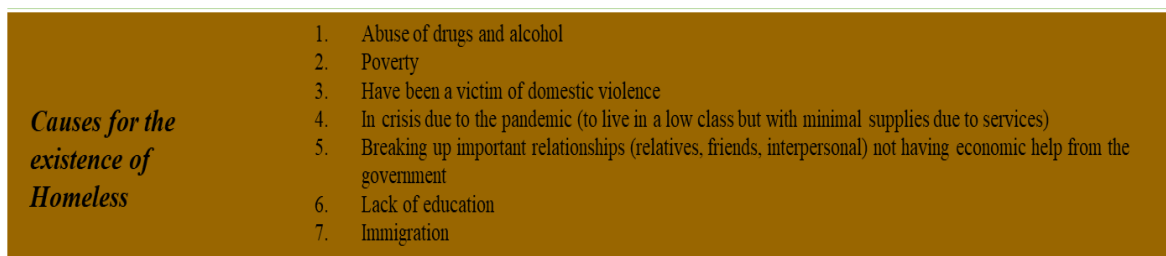 Causes for the
existence of
Homeless
1. Abuse of drugs and alcohol
2. Poverty
3. Have been a victim of domestic violence
4. In crisis due to the pandemic (to live in a low class but with minimal supplies due to services)
5. Breaking up important relationships (relatives, friends, interpersonal) not having economic help from the
government
6. Lack of education
7. Immigration